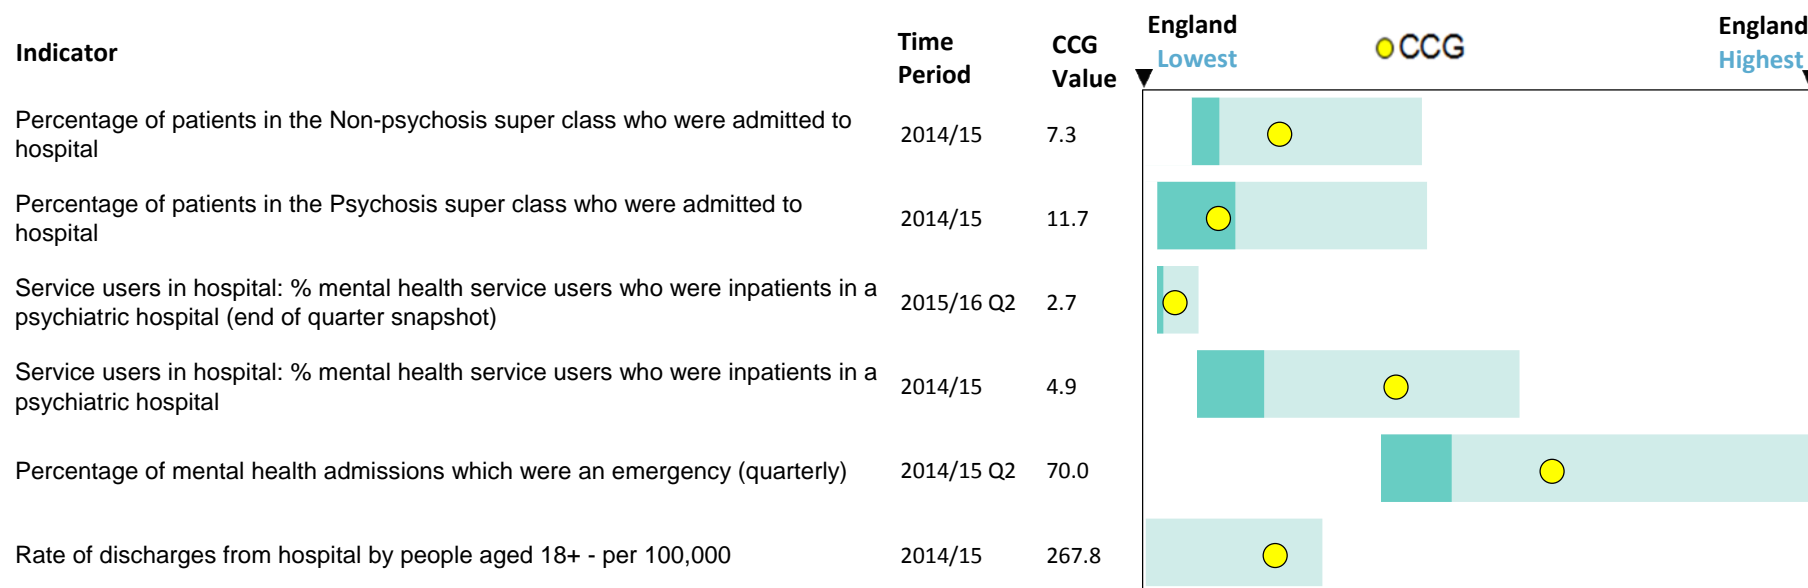 Indicator
Time Period
CCG Value
England Lowest
CCG
England Highest
Percentage of patients in the Non-psychosis super class who were admitted to
hospital
2014/15
7.3
Percentage of patients in the Psychosis super class who were admitted to
hospital
2014/15
11.7
Service users in hospital: % mental health service users who were inpatients in a
psychiatric hospital (end of quarter snapshot)
2015/16 Q2
2.7
Service users in hospital: % mental health service users who were inpatients in a
psychiatric hospital
2014/15
4.9
Percentage of mental health admissions which were an emergency (quarterly)
2014/15 Q2
70.0
Rate of discharges from hospital by people aged 18+ - per 100,000
2014/15
267.8